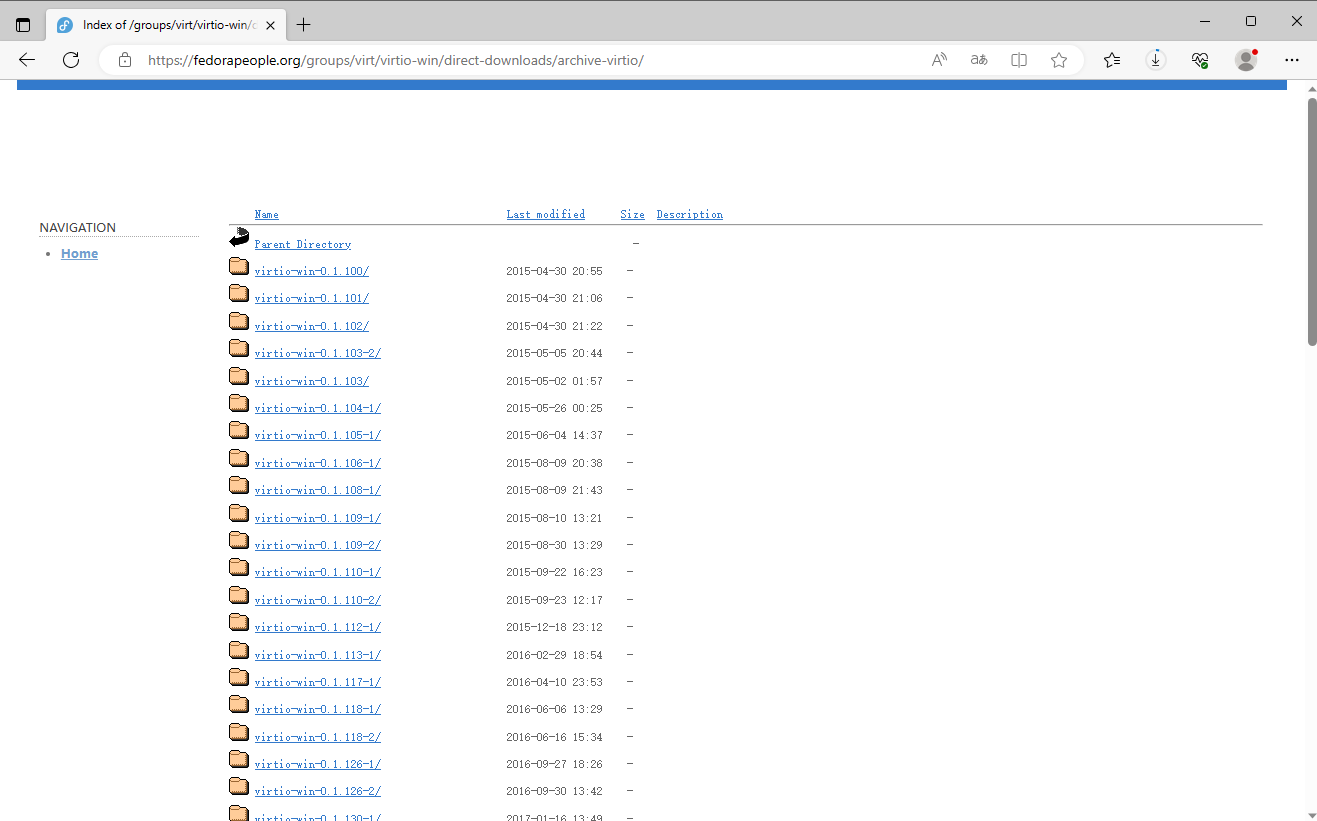 Index of /groups/virt/virtio-win/d
https://fedorapeople.org/groups/virt/virtio-win/direct-downloads/archive-virtio/
NAVIGATION
Home
Name Last modified Size Description
Parent Directory -
virtio-win-0.1.100/ 2015-04-30 20:55 -
virtio-win-0.1.101/ 2015-04-30 21:06 -
virtio-win-0.1.102/ 2015-04-30 21:22 -
virtio-win-0.1.103-2/ 2015-05-05 20:44 -
virtio-win-0.1.103/ 2015-05-02 01:57 -
virtio-win-0.1.104-1/ 2015-05-26 00:25 -
virtio-win-0.1.105-1/ 2015-06-04 14:37 -
virtio-win-0.1.106-1/ 2015-08-09 20:38 -
virtio-win-0.1.108-1/ 2015-08-09 21:43 -
virtio-win-0.1.109-1/ 2015-08-10 13:21 -
virtio-win-0.1.109-2/ 2015-08-30 13:29 -
virtio-win-0.1.110-1/ 2015-09-22 16:23 -
virtio-win-0.1.110-2/ 2015-09-23 12:17 -
virtio-win-0.1.112-1/ 2015-12-18 23:12 -
virtio-win-0.1.113-1/ 2016-02-29 18:54 -
virtio-win-0.1.117-1/ 2016-04-10 23:53 -
virtio-win-0.1.118-1/ 2016-06-06 13:29 -
virtio-win-0.1.118-2/ 2016-06-16 15:34 -
virtio-win-0.1.126-1/ 2016-09-27 18:26 -
virtio-win-0.1.126-2/ 2016-09-30 13:42 -
virtio-win-0.1.130-1/ 2017-01-16 13:49 -